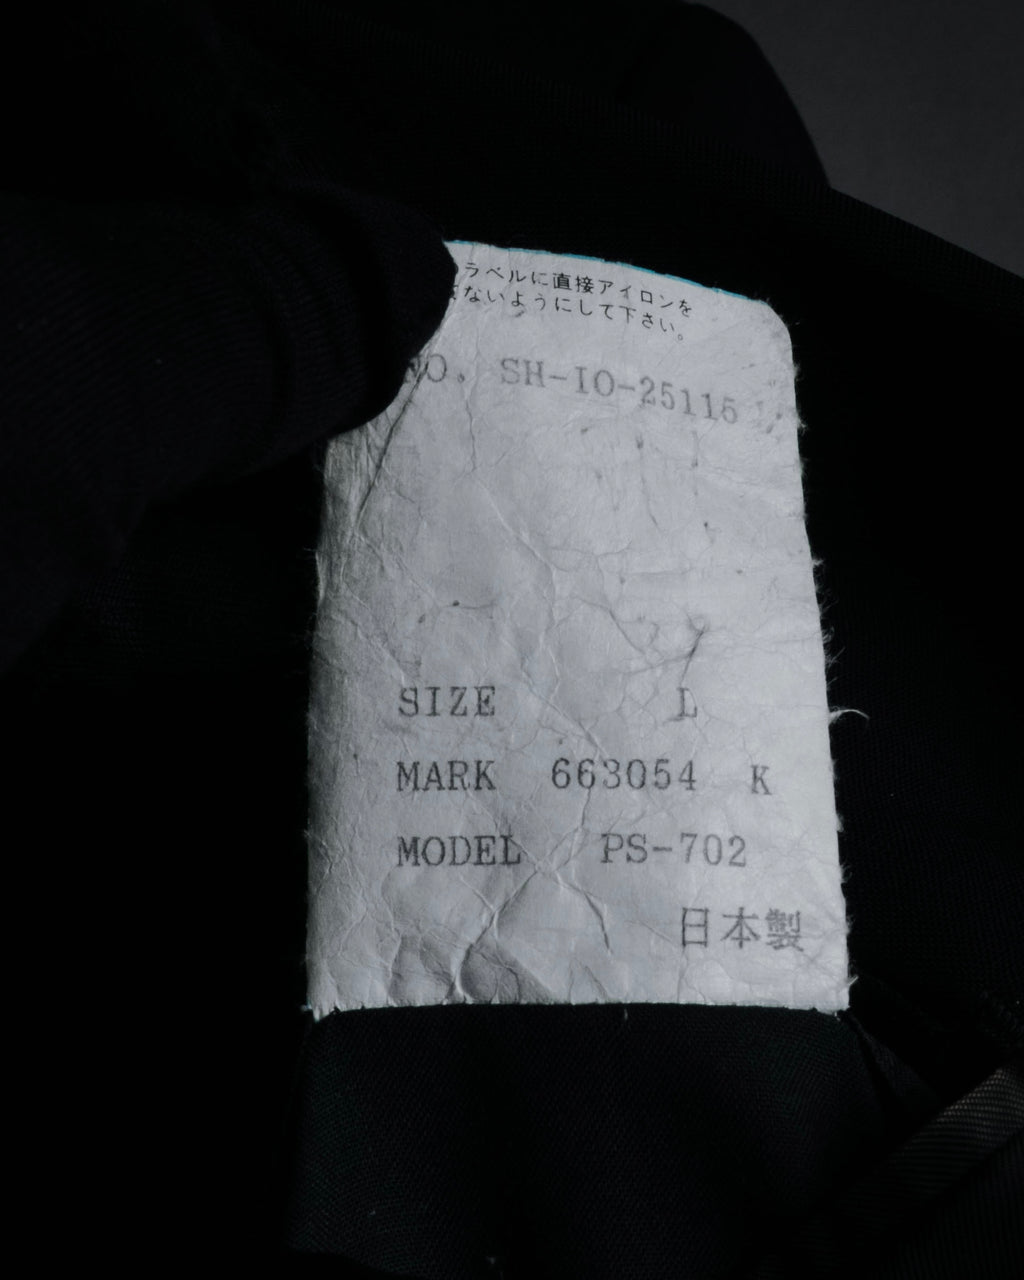 ラベルに直接アイロンを
ないようにして下さい。
NO. SH-IO-25115
SIZE L
MARK 663054 K
MODEL PS-702
日本製